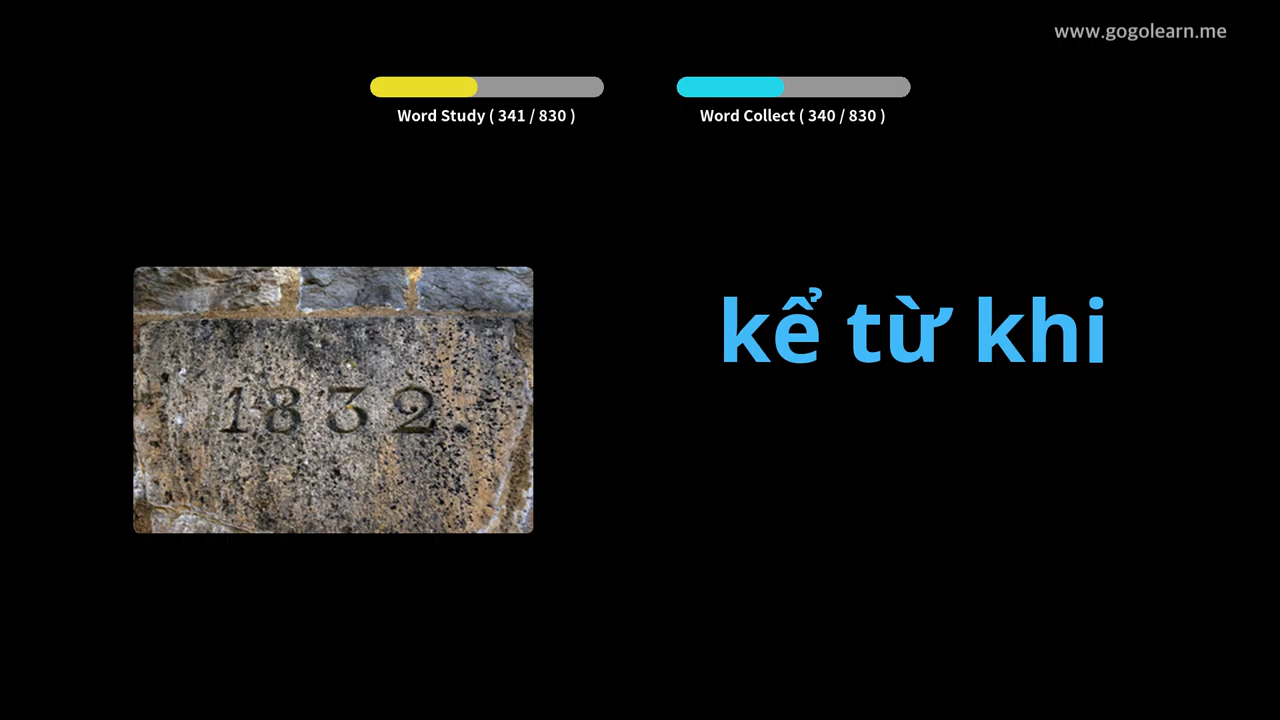 www.gogolearn.me
Word Study ( 341 / 830 )
Word Collect ( 340 / 830 )
kể từ khi
1832.